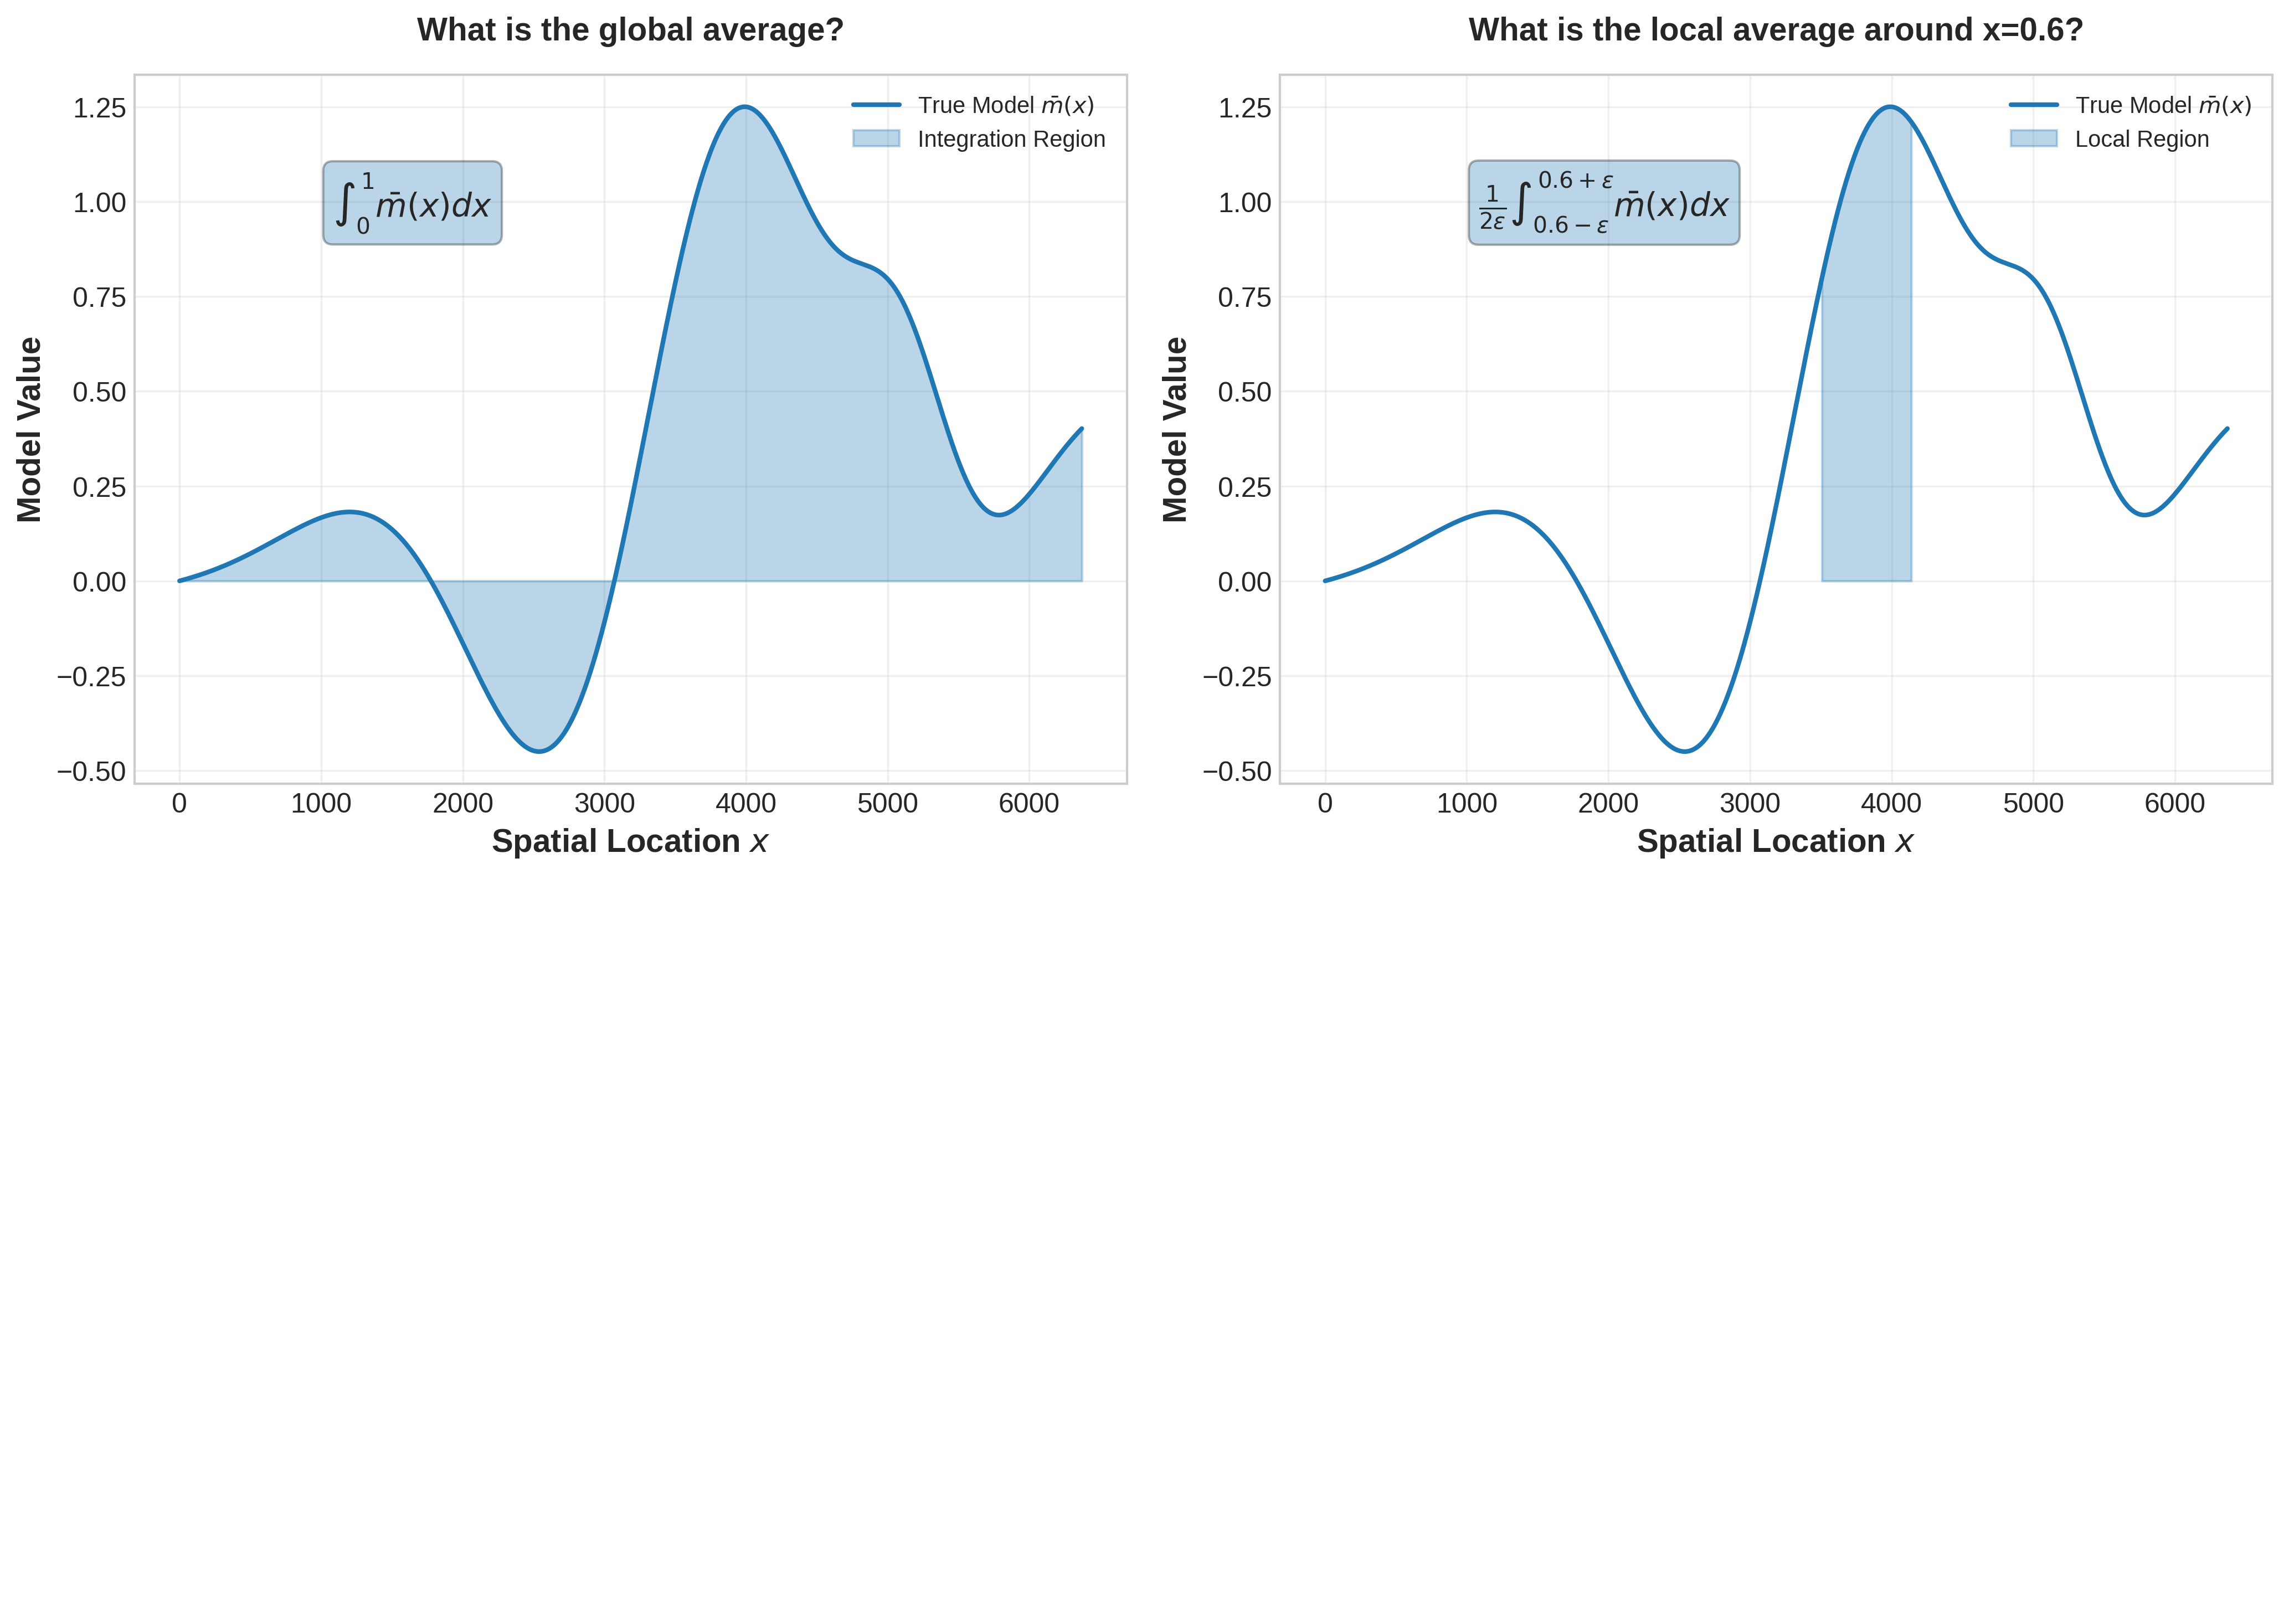 What is the global average?
True Model m̄(x)
Integration Region
∫₀¹ m̄(x)dx
Model Value
1.25
1.00
0.75
0.50
0.25
0.00
−0.25
−0.50
0 1000 2000 3000 4000 5000 6000
Spatial Location x
What is the local average around x=0.6?
True Model m̄(x)
Local Region
1/2ε ∫_{0.6−ε}^{0.6+ε} m̄(x)dx
Model Value
1.25
1.00
0.75
0.50
0.25
0.00
−0.25
−0.50
0 1000 2000 3000 4000 5000 6000
Spatial Location x